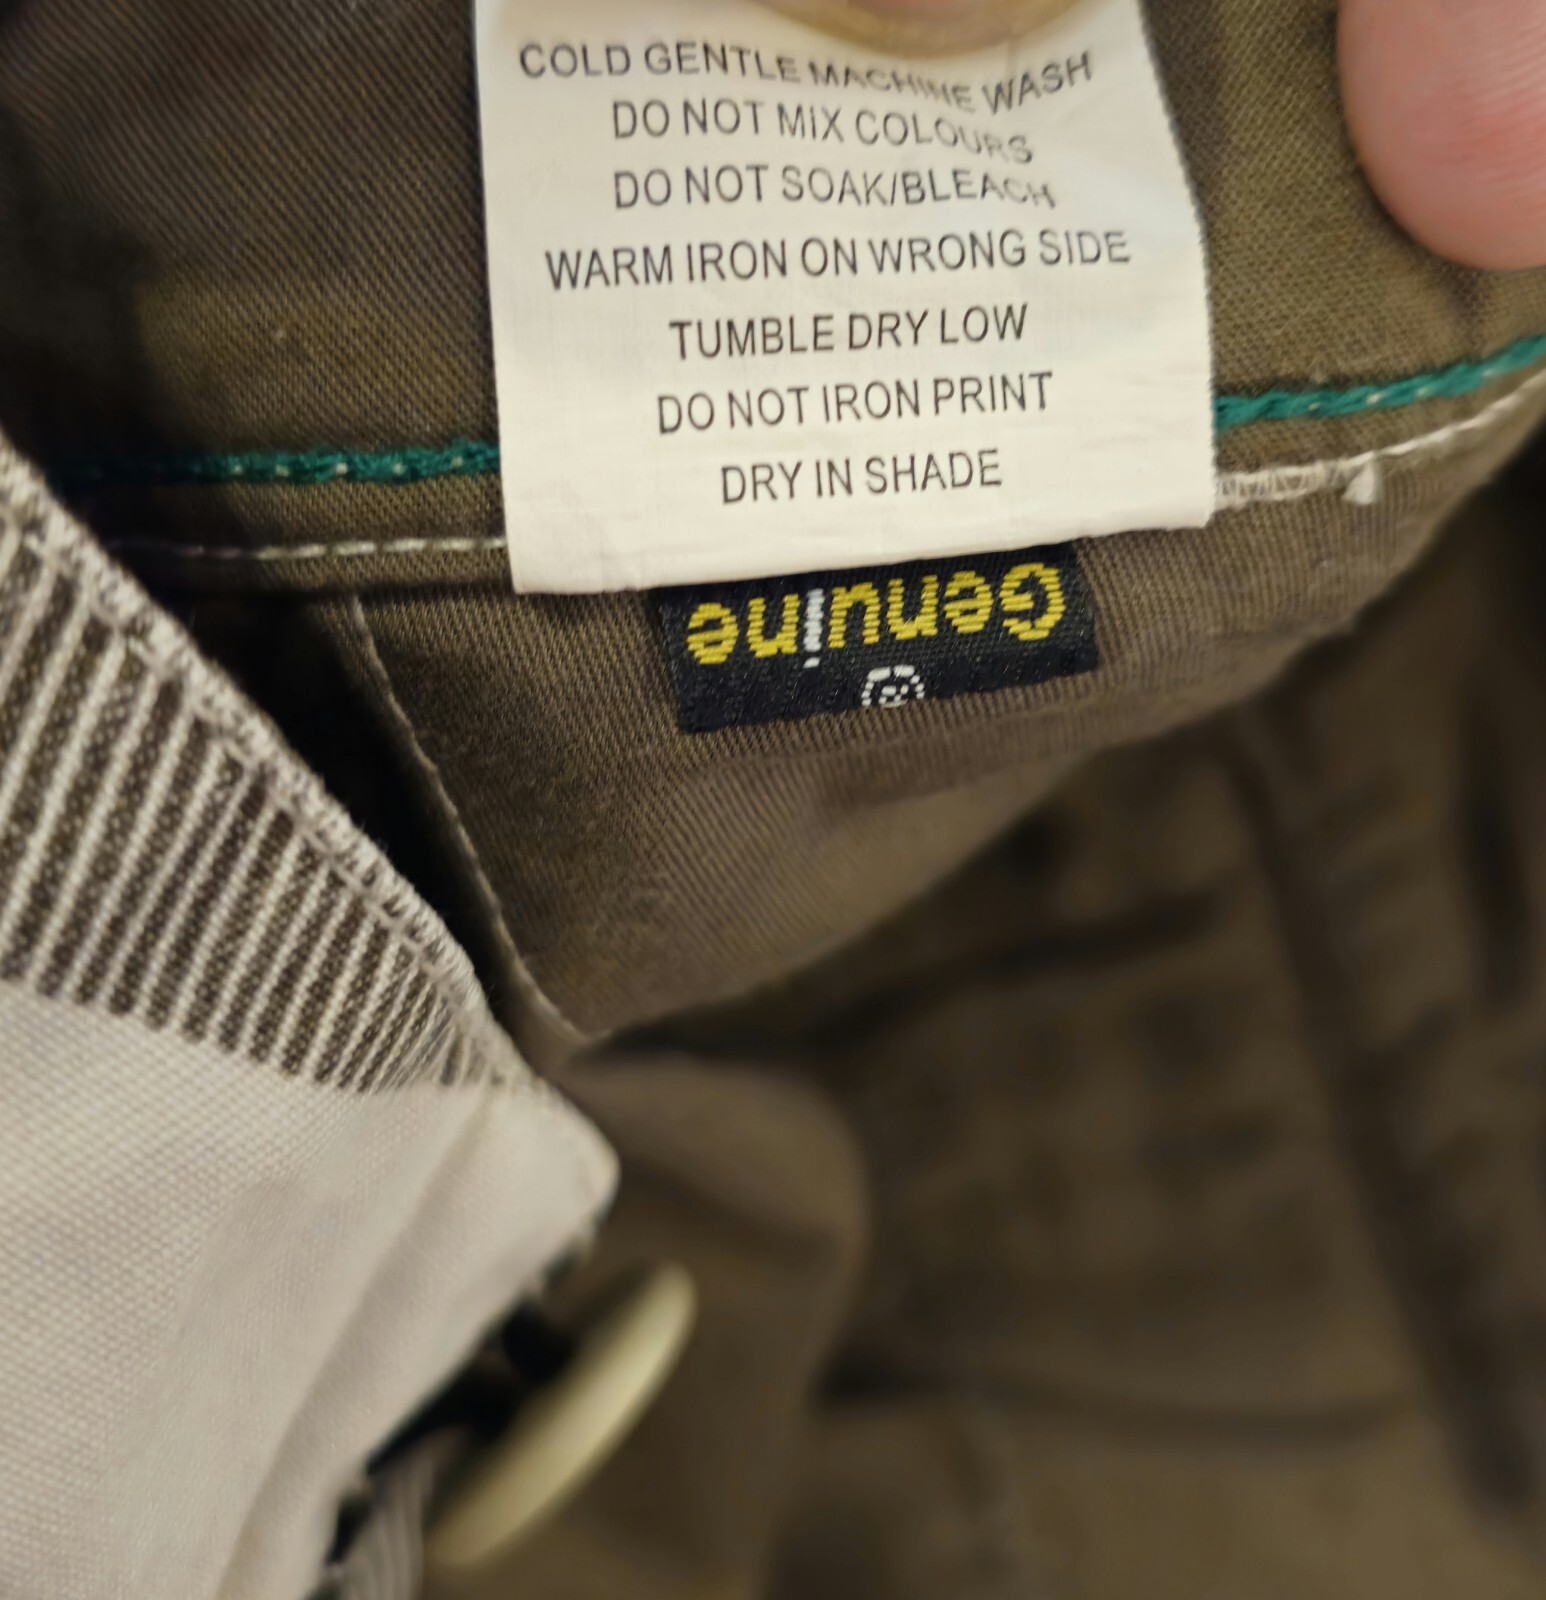 COLD GENTLE MACHINE WASH
DO NOT MIX COLOURS
DO NOT SOAK/BLEACH
WARM IRON ON WRONG SIDE
TUMBLE DRY LOW
DO NOT IRON PRINT
DRY IN SHADE
Genuine
®